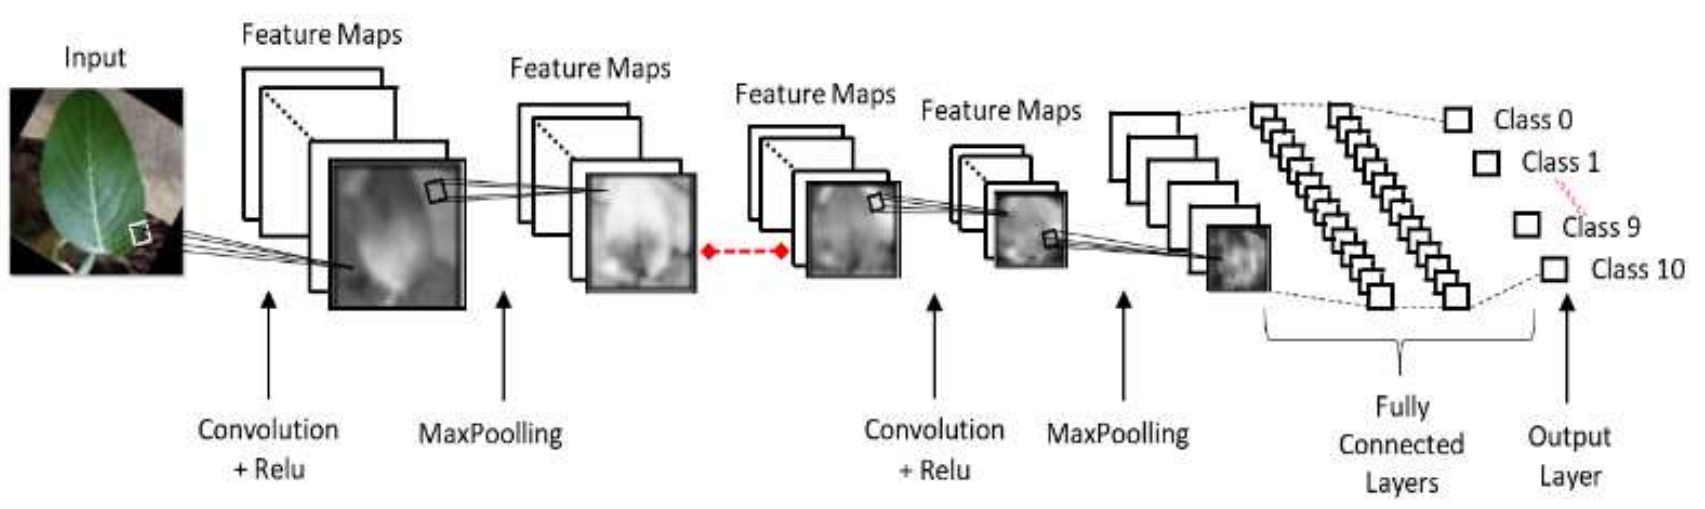 Input
Feature Maps
Feature Maps
Feature Maps
Feature Maps
Class 0
Class 1
Class 9
Class 10
Convolution
+ Relu
MaxPoolling
Convolution
+ Relu
MaxPoolling
Fully
Connected
Layers
Output
Layer